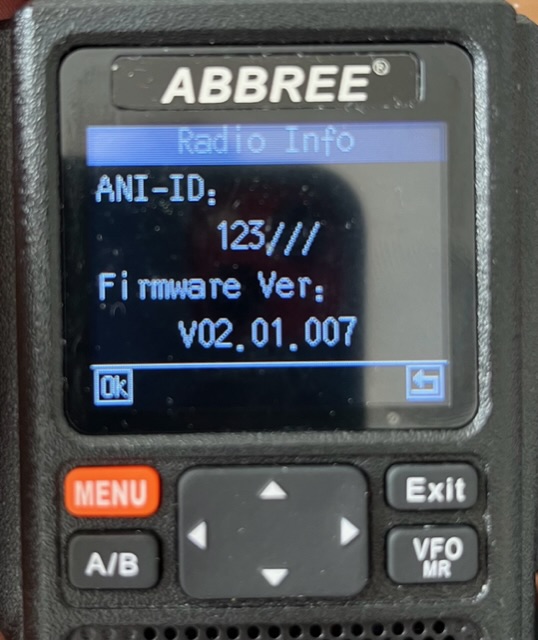 ABBREE®
Radio Info
ANI-ID:
123///
Firmware Ver:
V02.01.007
Ok
MENU
Exit
A/B
VFO
MR